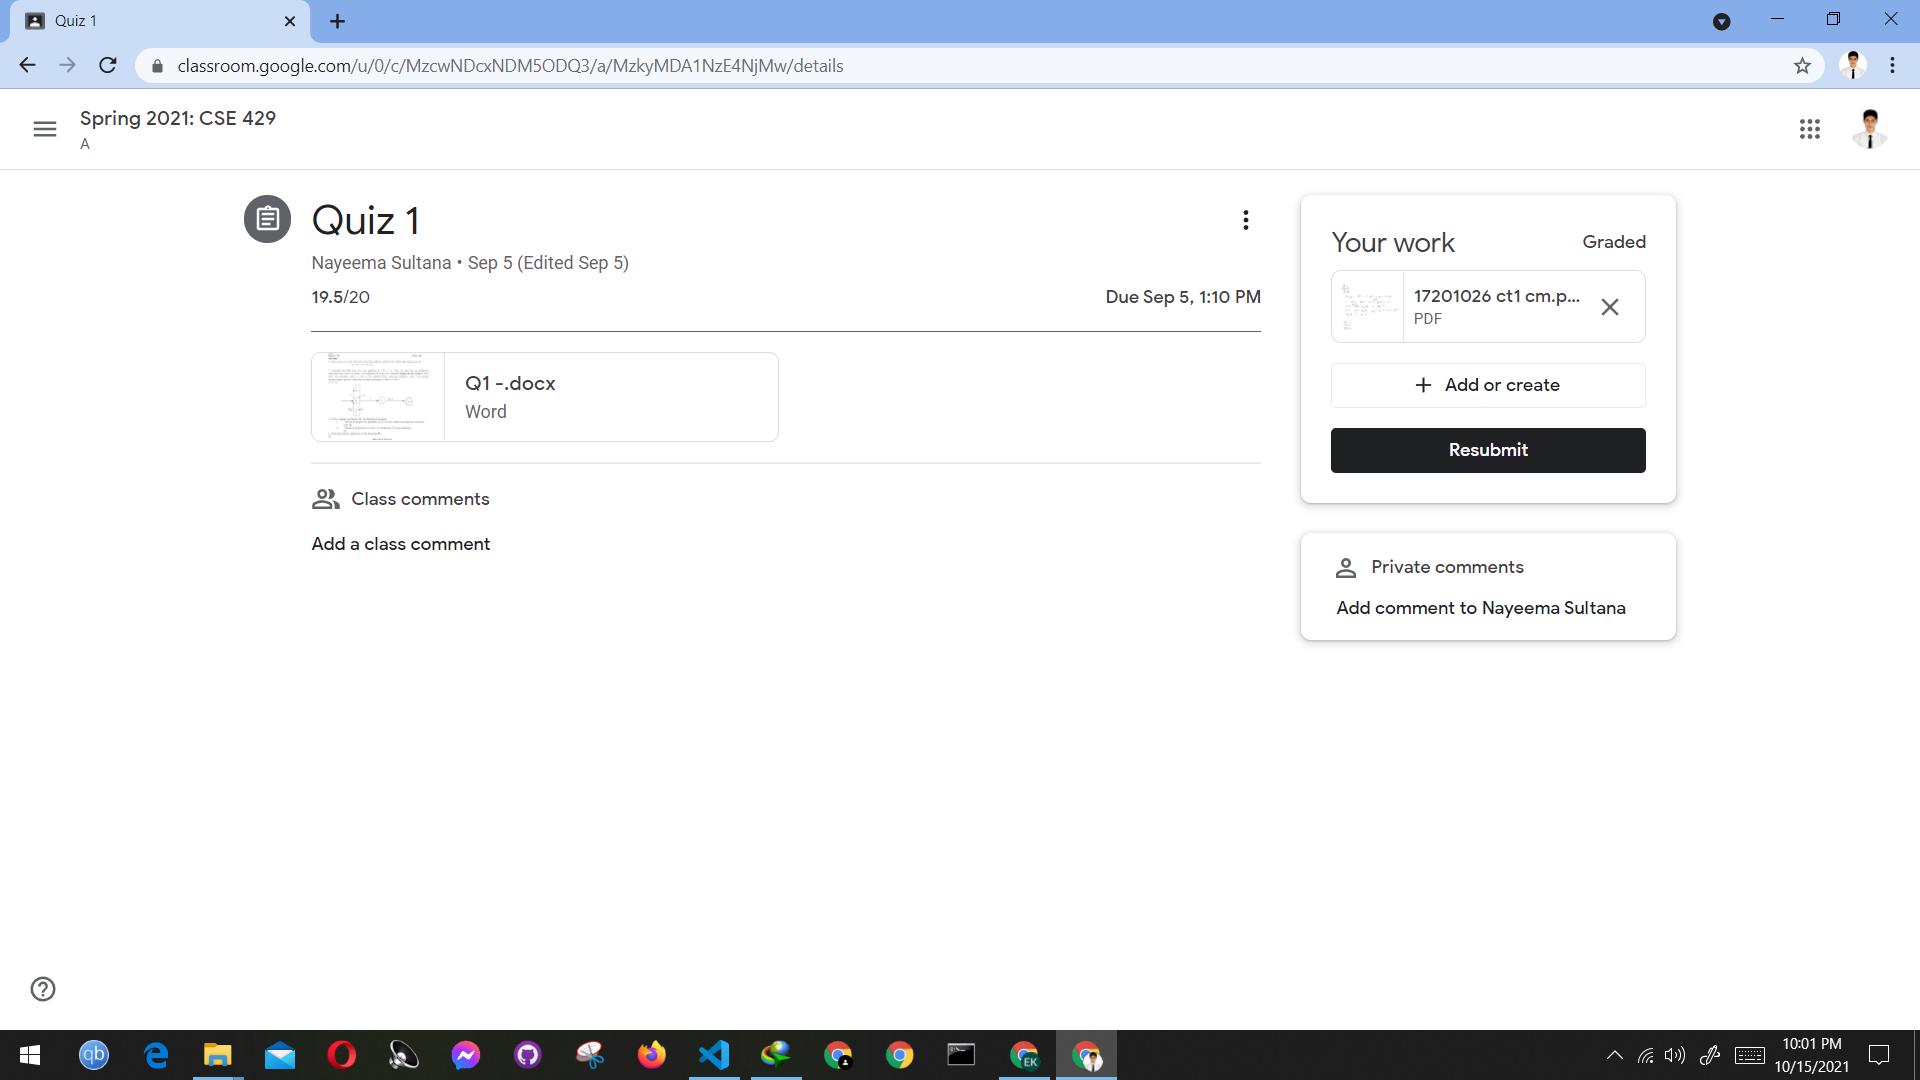 Quiz 1
classroom.google.com/u/0/c/MzcwNDcxNDM5ODQ3/a/MzkyMDA1NzE4NjMw/details
Spring 2021: CSE 429
A
Quiz 1
Nayeema Sultana • Sep 5 (Edited Sep 5)
19.5/20
Due Sep 5, 1:10 PM
Q1 -.docx
Word
Class comments
Add a class comment
Your work
Graded
17201026 ct1 cm.p...
PDF
Add or create
Resubmit
Private comments
Add comment to Nayeema Sultana
qb
EK
10:01 PM
10/15/2021